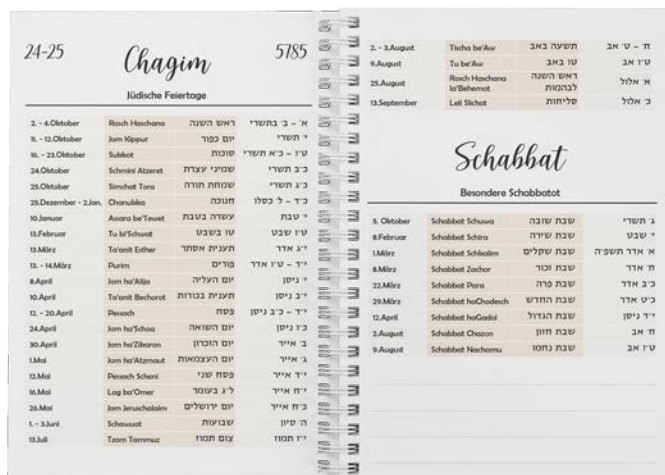 24-25 Chagim 5785
Jüdische Feiertage
2. - 4.Oktober Rosch Haschana ראש השנה א׳ - ב׳ בתשרי
11. - 12.Oktober Jom Kippur יום כפור י׳ תשרי
16. - 23.Oktober Sukkot סוכות ט״ו - כ״א תשרי
24.Oktober Schmini Atzeret שמיני עצרת כ״ב תשרי
25.Oktober Simchat Tora שמחת תורה כ״ג תשרי
25.Dezember - 2.Jan. Chanukka חנוכה כ״ד - ל׳ כסלו
10.Januar Assara be'Tewet עשרה בטבת י׳ טבת
13.Februar Tu bi'Schwat טו בשבט ט״ו שבט
13.März Ta'anit Esther תענית אסתר י״ג אדר
13. - 14.März Purim פורים י״ד - ט״ו אדר
8.April Jom ha'Alija יום העליה י׳ ניסן
10.April Ta'anit Bechorot תענית בכורות י״ב ניסן
12. - 20.April Pessach פסח י״ד - כ״ב ניסן
24.April Jom ha'Schoa יום השואה כ״ו ניסן
30.April Jom ha'Zikaron יום הזכרון ב׳ אייר
1.Mai Jom ha'Atzmaut יום העצמאות ג׳ אייר
12.Mai Pessach Scheni פסח שני י״ד אייר
16.Mai Lag ba'Omer ל״ג בעומר י״ח אייר
26.Mai Jom Jeruschalaim יום ירושלים כ״ח אייר
1. - 3.Juni Schawuot שבועות ה׳ סיון
13.Juli Tzom Tammuz צום תמוז י״ז תמוז
2. - 3.August Tischa be'Aw תשעה באב ח׳ - ט׳ אב
9.August Tu be'Aw טו באב ט״ו אב
25.August Rosch Haschana la'Behemot ראש השנה לבהמות א׳ אלול
13.September Leil Slichot סליחות כ׳ אלול
Schabbat
Besondere Schabbatot
5. Oktober Schabbat Schuwa שבת שובה ג׳ תשרי
8.Februar Schabbat Schira שבת שירה י׳ שבט
1.März Schabbat Schkalim שבת שקלים א׳ אדר תשפ״ה
8.März Schabbat Zachor שבת זכור ח׳ אדר
22.März Schabbat Para שבת פרה כ״ב אדר
29.März Schabbat haChodesch שבת החדש כ״ט אדר
12.April Schabbat haGadol שבת הגדול י״ד ניסן
2.August Schabbat Chazon שבת חזון ח׳ אב
9.August Schabbat Nachamu שבת נחמו ט״ו אב